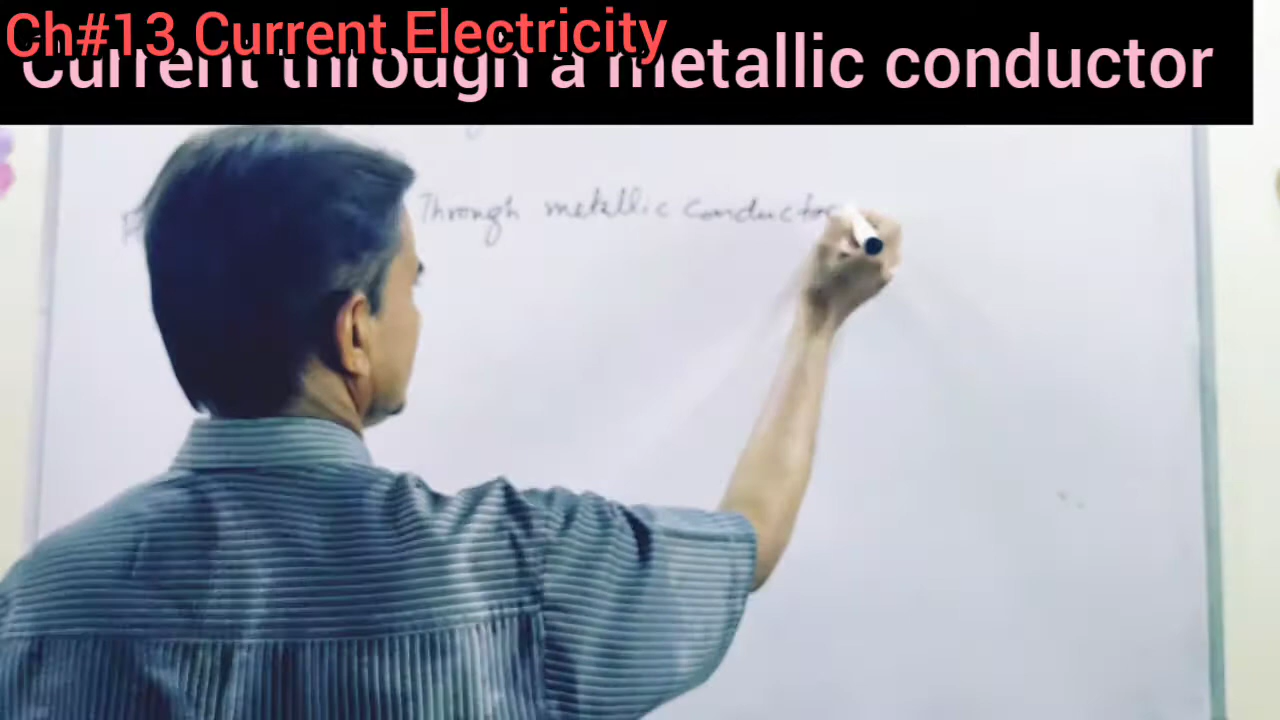 Ch#13 Current Electricity
Current through a metallic conductor
Through metallic conductor